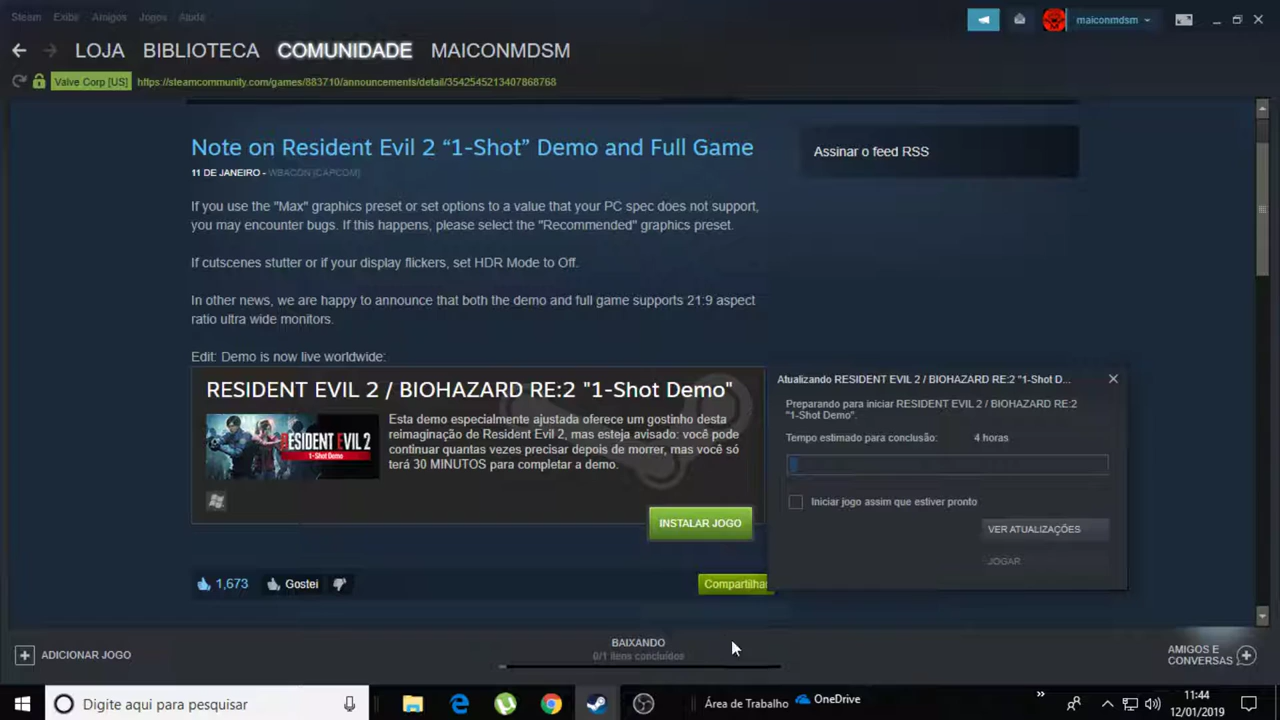 Steam Exibir Amigos Jogos Ajuda
maiconmdsm
LOJA BIBLIOTECA COMUNIDADE MAICONMDSM
Valve Corp [US] https://steamcommunity.com/games/883710/announcements/detail/3542545213407868768
Note on Resident Evil 2 “1-Shot” Demo and Full Game
Assinar o feed RSS
11 DE JANEIRO - WBACON [CAPCOM]
If you use the "Max" graphics preset or set options to a value that your PC spec does not support,
you may encounter bugs. If this happens, please select the "Recommended" graphics preset.
If cutscenes stutter or if your display flickers, set HDR Mode to Off.
In other news, we are happy to announce that both the demo and full game supports 21:9 aspect
ratio ultra wide monitors.
Edit: Demo is now live worldwide:
RESIDENT EVIL 2 / BIOHAZARD RE:2 "1-Shot Demo"
RESIDENT EVIL 2
1-Shot Demo
Esta demo especialmente ajustada oferece um gostinho desta
reimaginação de Resident Evil 2, mas esteja avisado: você pode
continuar quantas vezes precisar depois de morrer, mas você só
terá 30 MINUTOS para completar a demo.
INSTALAR JOGO
Atualizando RESIDENT EVIL 2 / BIOHAZARD RE:2 "1-Shot D...
Preparando para iniciar RESIDENT EVIL 2 / BIOHAZARD RE:2
"1-Shot Demo".
Tempo estimado para conclusão: 4 horas
Iniciar jogo assim que estiver pronto
VER ATUALIZAÇÕES
JOGAR
1,673 Gostei
Compartilhar
BAIXANDO
0/1 itens concluídos
ADICIONAR JOGO
AMIGOS E
CONVERSAS
Digite aqui para pesquisar
Área de Trabalho OneDrive
11:44
12/01/2019